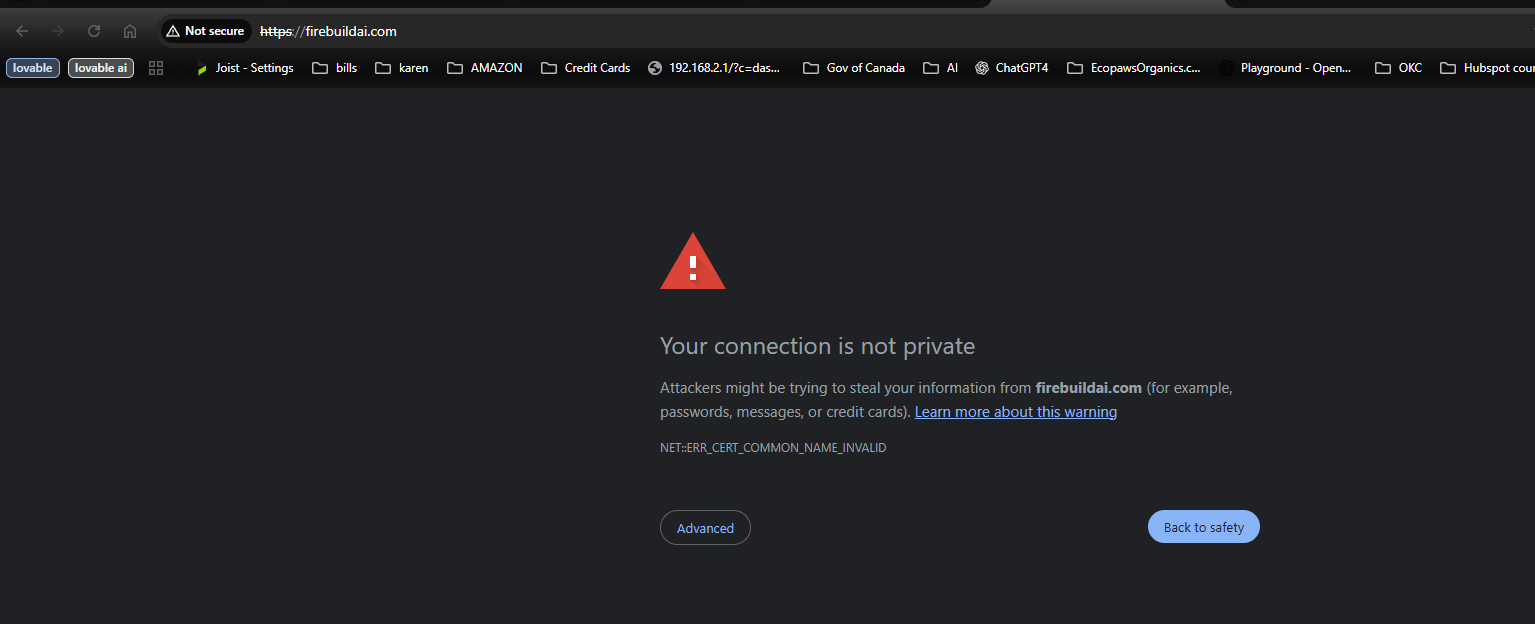 Not secure https://firebuildai.com
lovable lovable ai Joist - Settings bills karen AMAZON Credit Cards 192.168.2.1/?c=das... Gov of Canada AI ChatGPT4 EcopawsOrganics.c... Playground - Open... OKC Hubspot cour
Your connection is not private
Attackers might be trying to steal your information from firebuildai.com (for example,
passwords, messages, or credit cards). Learn more about this warning
NET::ERR_CERT_COMMON_NAME_INVALID
Advanced Back to safety